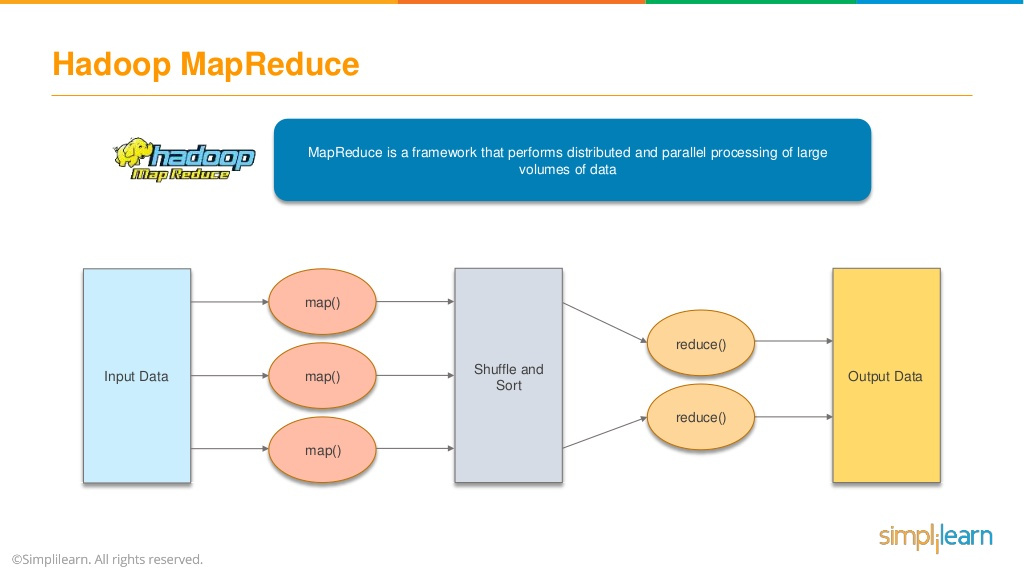 Hadoop MapReduce
hadoop
Map Reduce
MapReduce is a framework that performs distributed and parallel processing of large
volumes of data
Input Data
map()
map()
map()
Shuffle and
Sort
reduce()
reduce()
Output Data
simplilearn
©Simplilearn. All rights reserved.